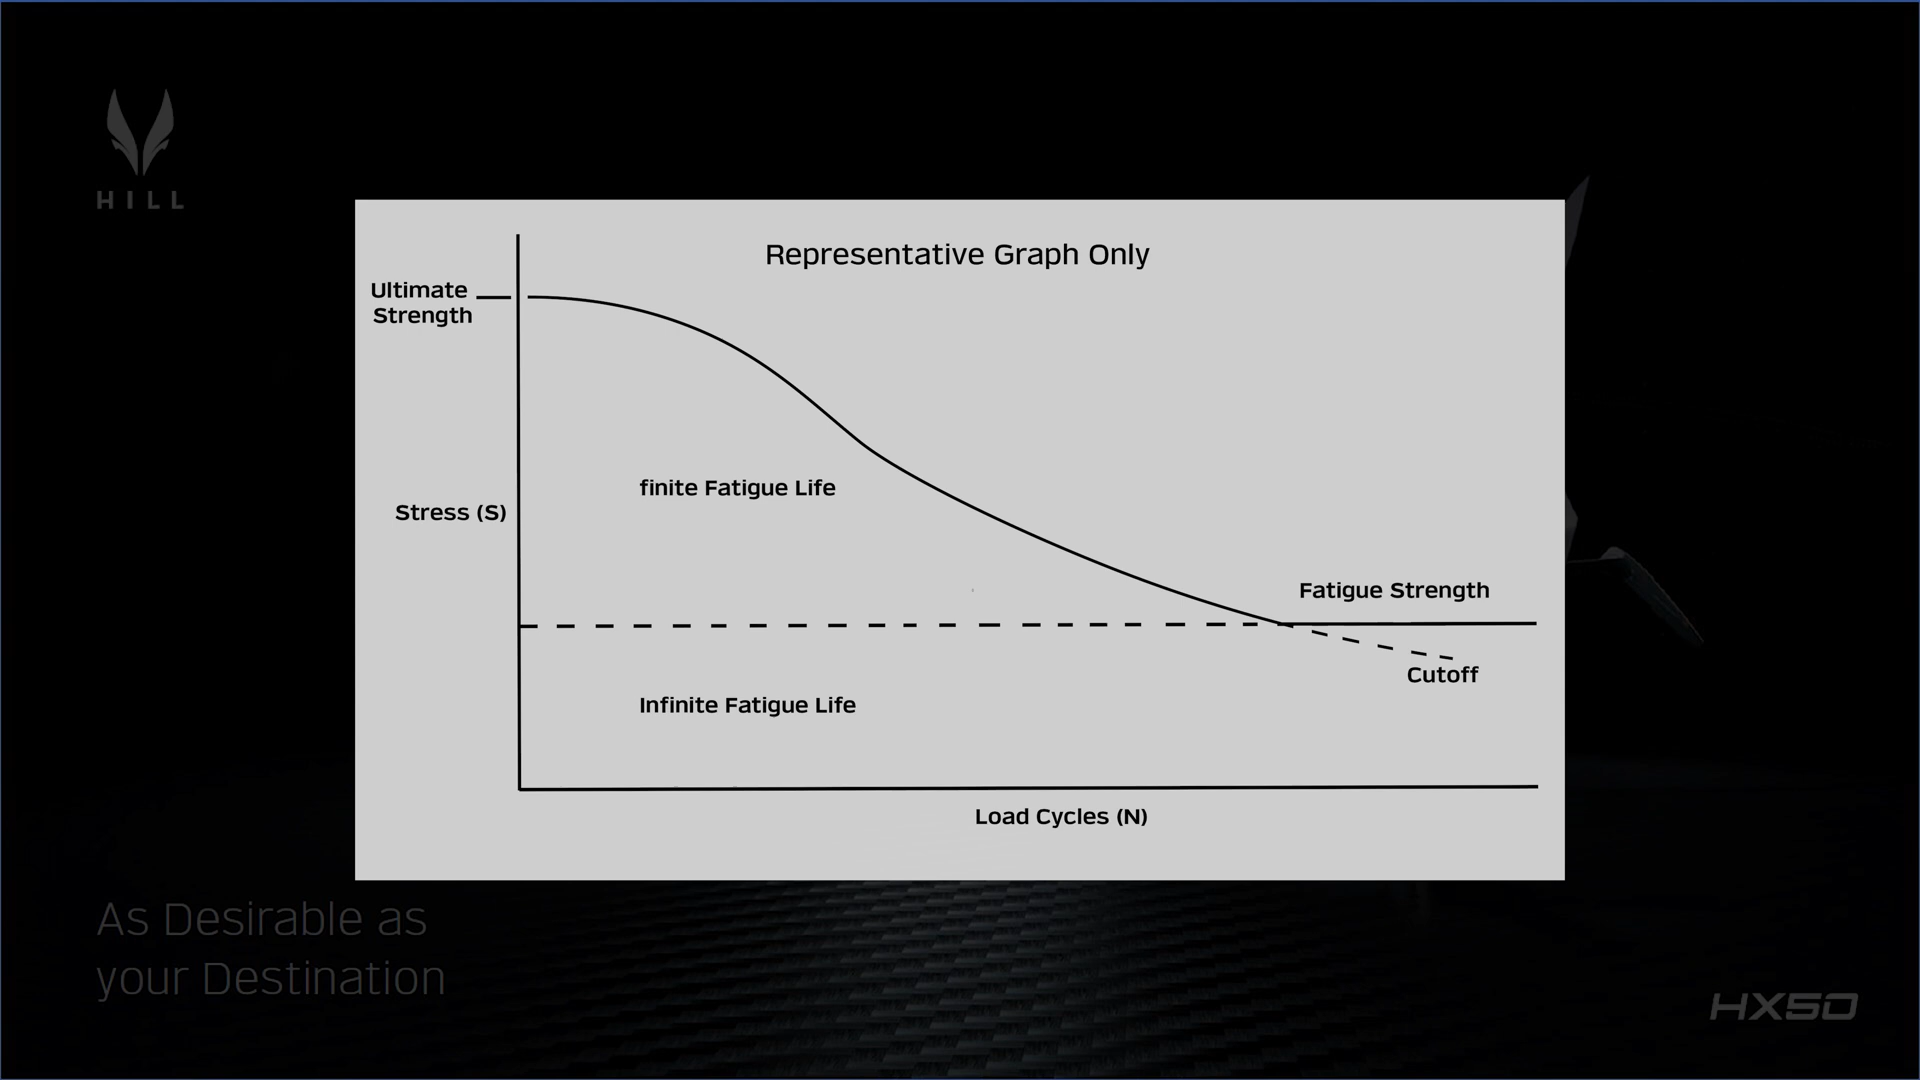 HILL
Representative Graph Only
Ultimate
Strength
finite Fatigue Life
Stress (S)
Fatigue Strength
Cutoff
Infinite Fatigue Life
Load Cycles (N)
As Desirable as
your Destination
HX50